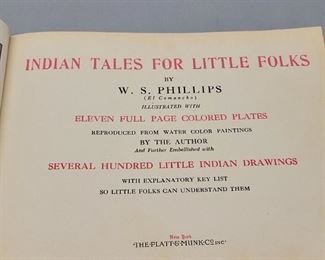 INDIAN TALES FOR LITTLE FOLKS
BY
W. S. PHILLIPS
(El Comancho)
ILLUSTRATED WITH
ELEVEN FULL PAGE COLORED PLATES
REPRODUCED FROM WATER COLOR PAINTINGS
BY THE AUTHOR
And Further Embellished with
SEVERAL HUNDRED LITTLE INDIAN DRAWINGS
WITH EXPLANATORY KEY LIST
SO LITTLE FOLKS CAN UNDERSTAND THEM
New York
THE PLATT & MUNK CO. INC.